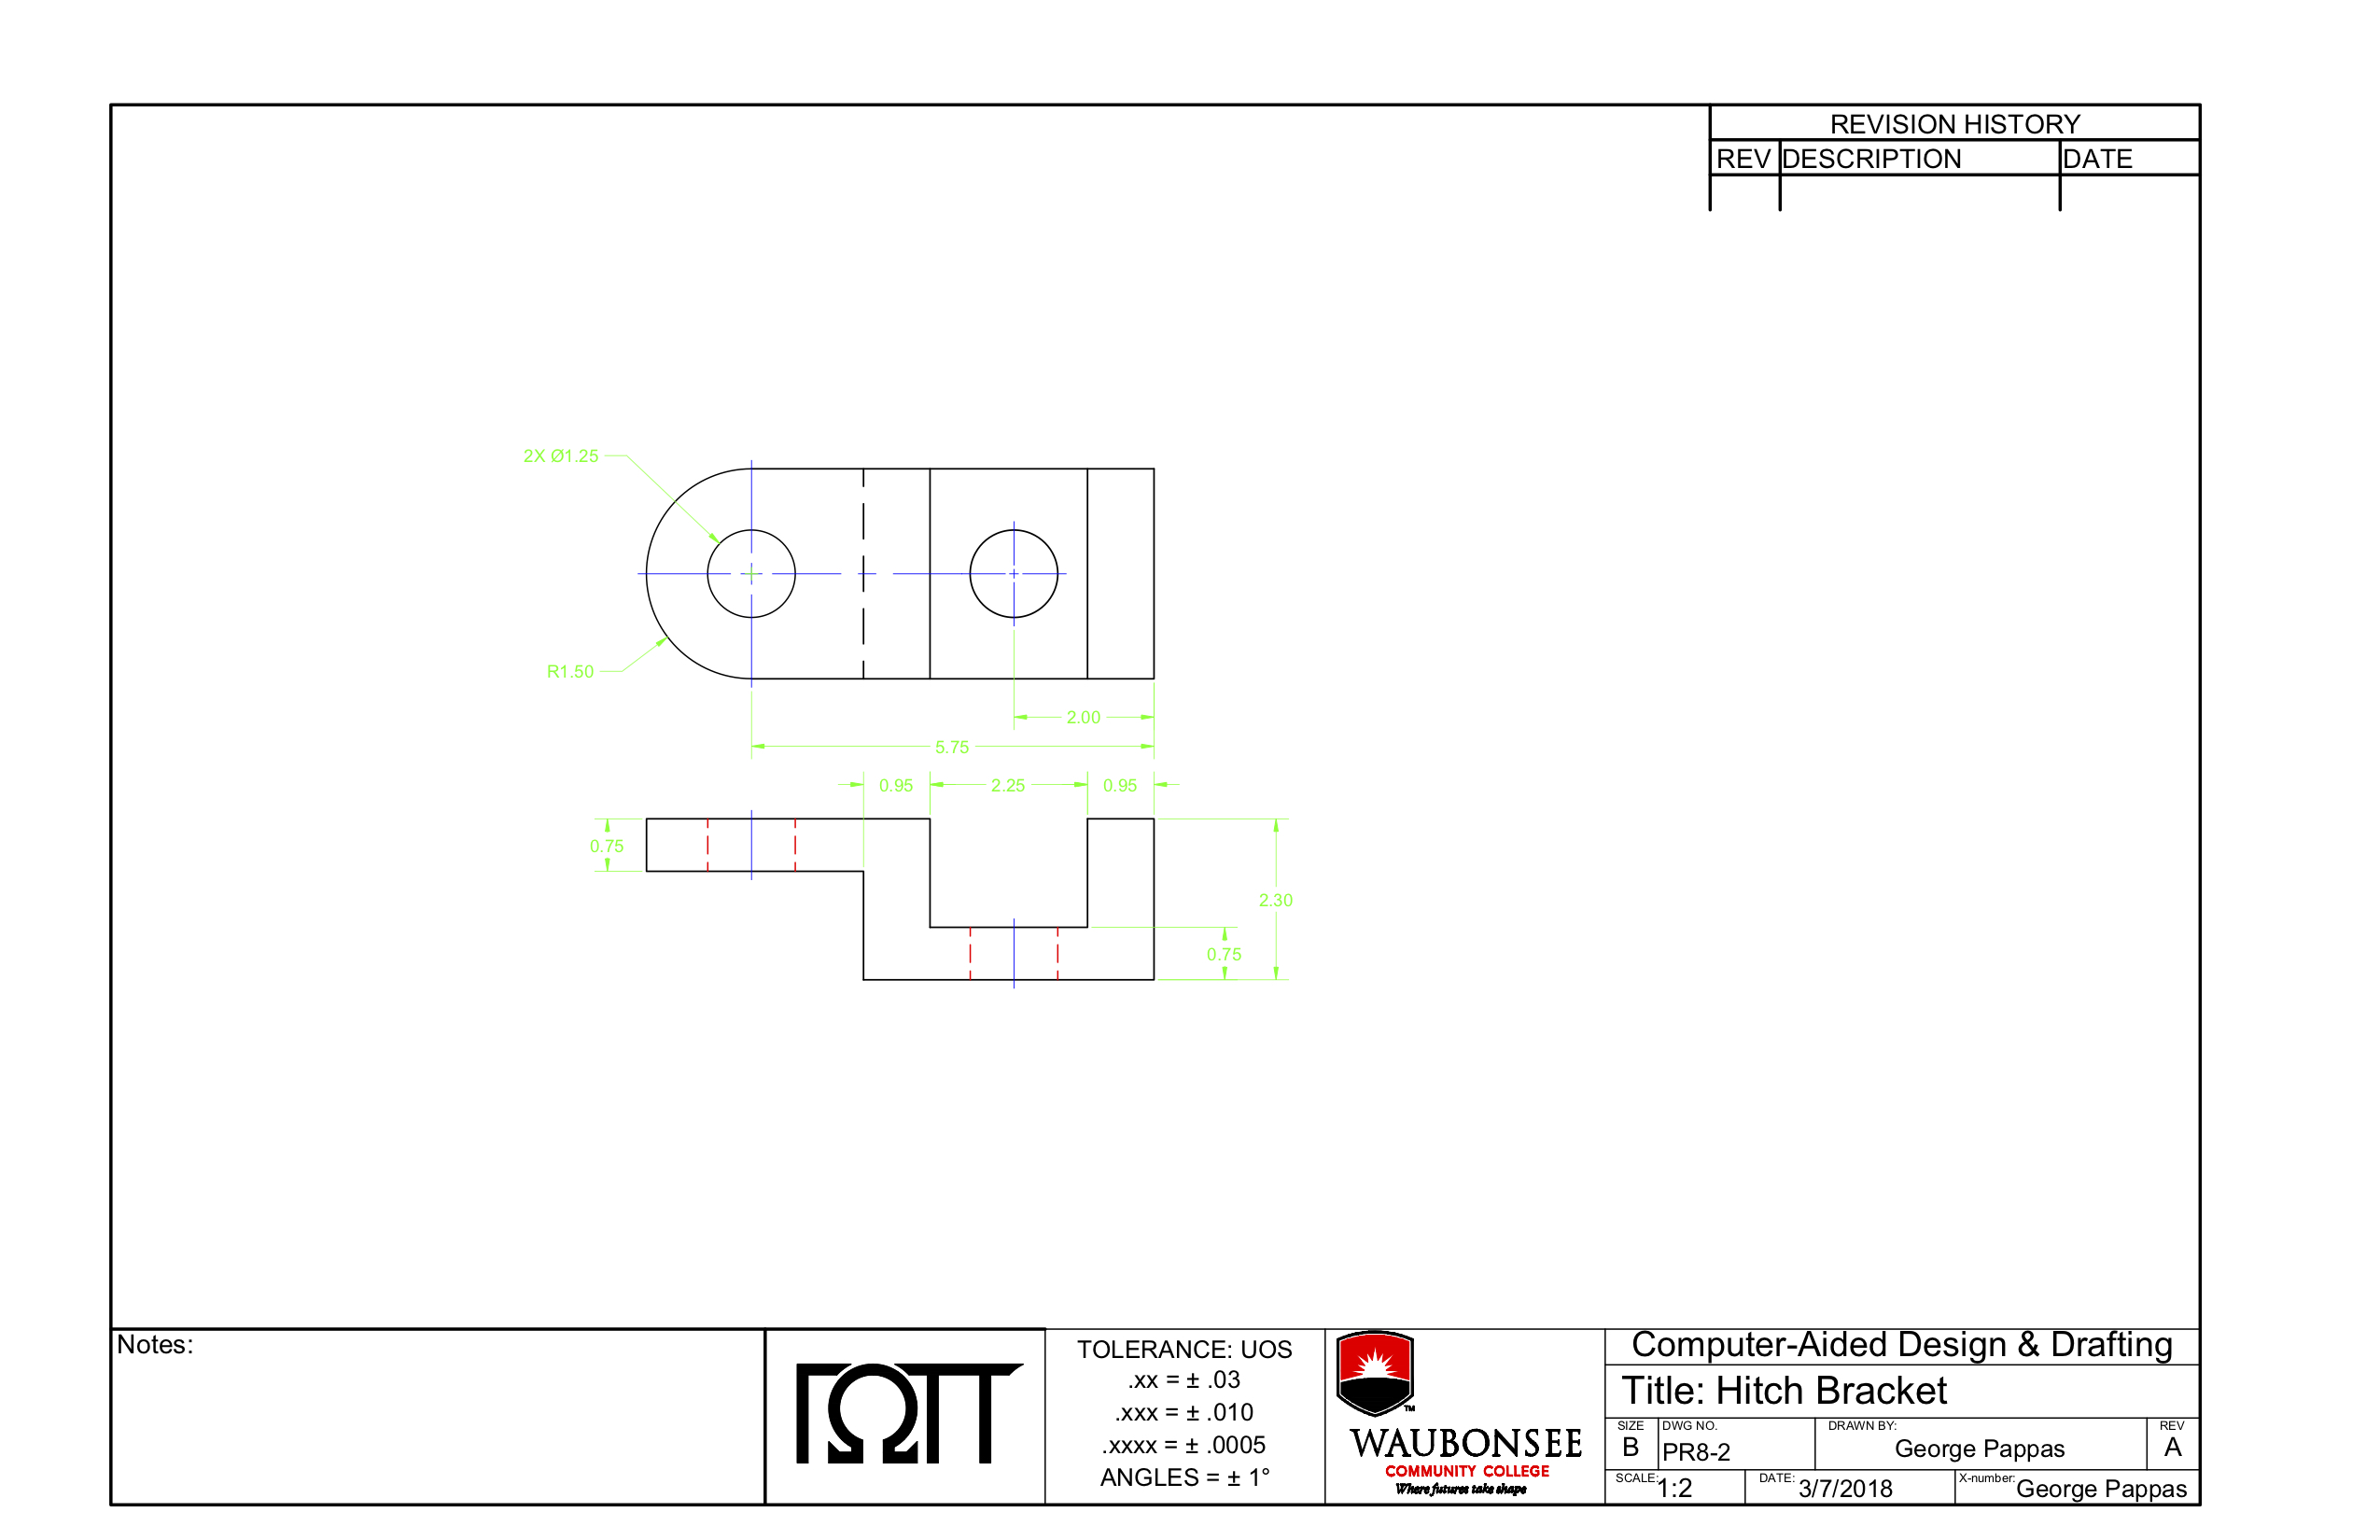 REVISION HISTORY
REV DESCRIPTION DATE
2X Ø1.25
R1.50
2.00
5.75
0.95 2.25 0.95
0.75
2.30
0.75
Notes:
ΓΩΠ
TOLERANCE: UOS
.xx = ± .03
.xxx = ± .010
.xxxx = ± .0005
ANGLES = ± 1°
TM
WAUBONSEE
COMMUNITY COLLEGE
Where futures take shape
Computer-Aided Design & Drafting
Title: Hitch Bracket
SIZE DWG NO. DRAWN BY: REV
B PR8-2 George Pappas A
SCALE: 1:2 DATE: 3/7/2018 X-number: George Pappas